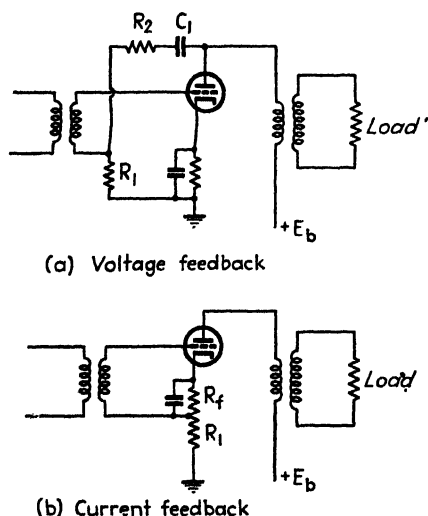 R2 C1
R1
Load
+Eb
(a) Voltage feedback
Rf
R1
Load
+Eb
(b) Current feedback